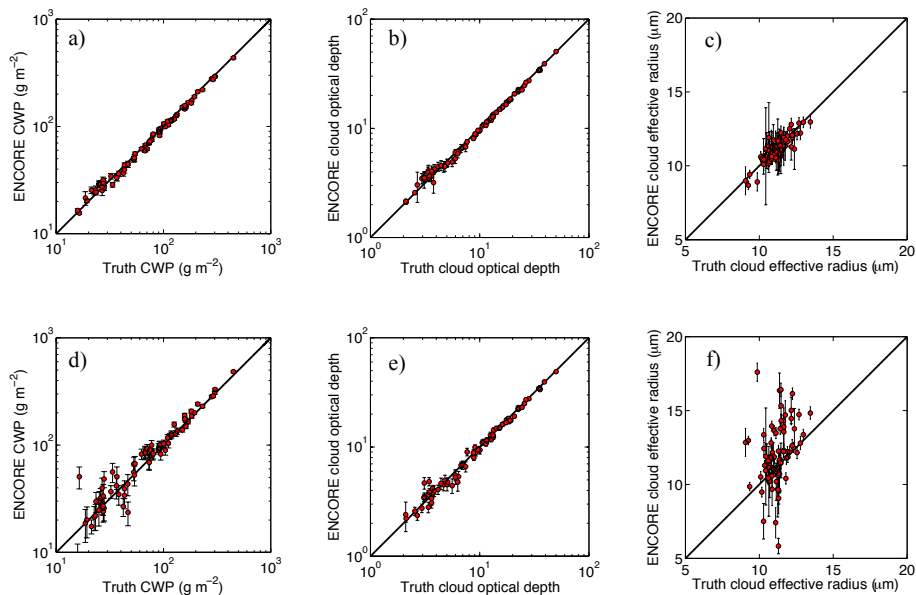 a)
ENCORE CWP (g m⁻²)
10³
10²
10¹
10¹ 10² 10³
Truth CWP (g m⁻²)
b)
ENCORE cloud optical depth
10²
10¹
10⁰
10⁰ 10¹ 10²
Truth cloud optical depth
c)
ENCORE cloud effective radius (μm)
20
15
10
5
5 10 15 20
Truth cloud effective radius (μm)
d)
ENCORE CWP (g m⁻²)
10³
10²
10¹
10¹ 10² 10³
Truth CWP (g m⁻²)
e)
ENCORE cloud optical depth
10²
10¹
10⁰
10⁰ 10¹ 10²
Truth cloud optical depth
f)
ENCORE cloud effective radius (μm)
20
15
10
5
5 10 15 20
Truth cloud effective radius (μm)